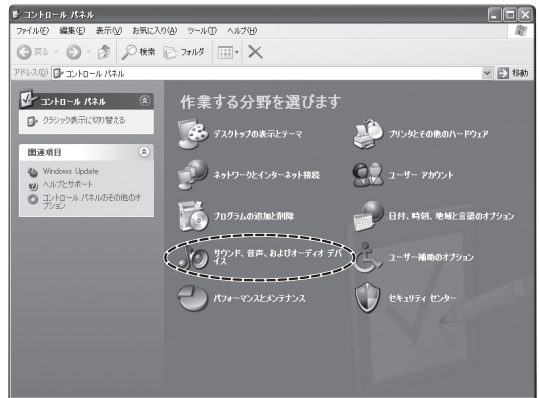 コントロール パネル
ファイル(F) 編集(E) 表示(V) お気に入り(A) ツール(T) ヘルプ(H)
戻る 検索 フォルダ
アドレス(D) コントロール パネル 移動
コントロール パネル
クラシック表示に切り替える
関連項目
Windows Update
ヘルプとサポート
コントロール パネルのその他のオ
プション
作業する分野を選びます
デスクトップの表示とテーマ
プリンタとその他のハードウェア
ネットワークとインターネット接続
ユーザー アカウント
プログラムの追加と削除
日付、時刻、地域と言語のオプション
サウンド、音声、およびオーディオ デバ
イス
ユーザー補助のオプション
パフォーマンスとメンテナンス
セキュリティ センター